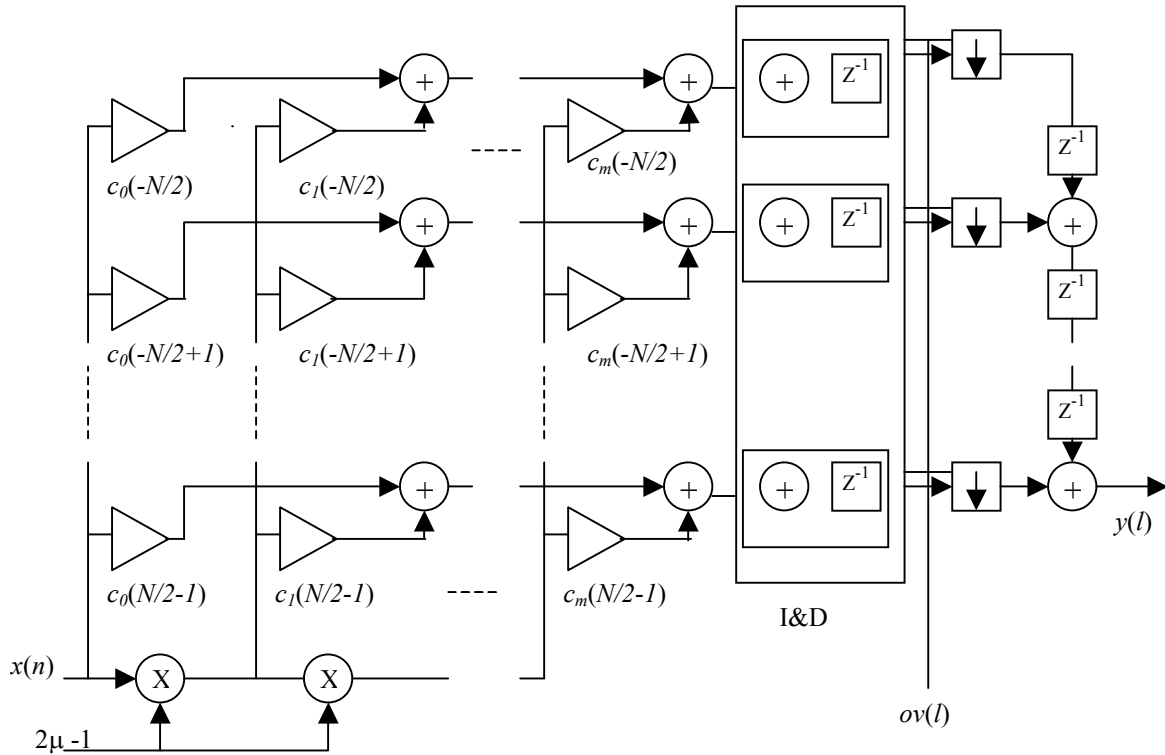 + + + Z⁻¹
Z⁻¹
c₀(-N/2) c₁(-N/2) cₘ(-N/2)
+ + + Z⁻¹ +
Z⁻¹
c₀(-N/2+1) c₁(-N/2+1) cₘ(-N/2+1)
Z⁻¹
+ + + Z⁻¹ +
y(l)
c₀(N/2-1) c₁(N/2-1) cₘ(N/2-1)
I&D
x(n) X X
ov(l)
2μ -1